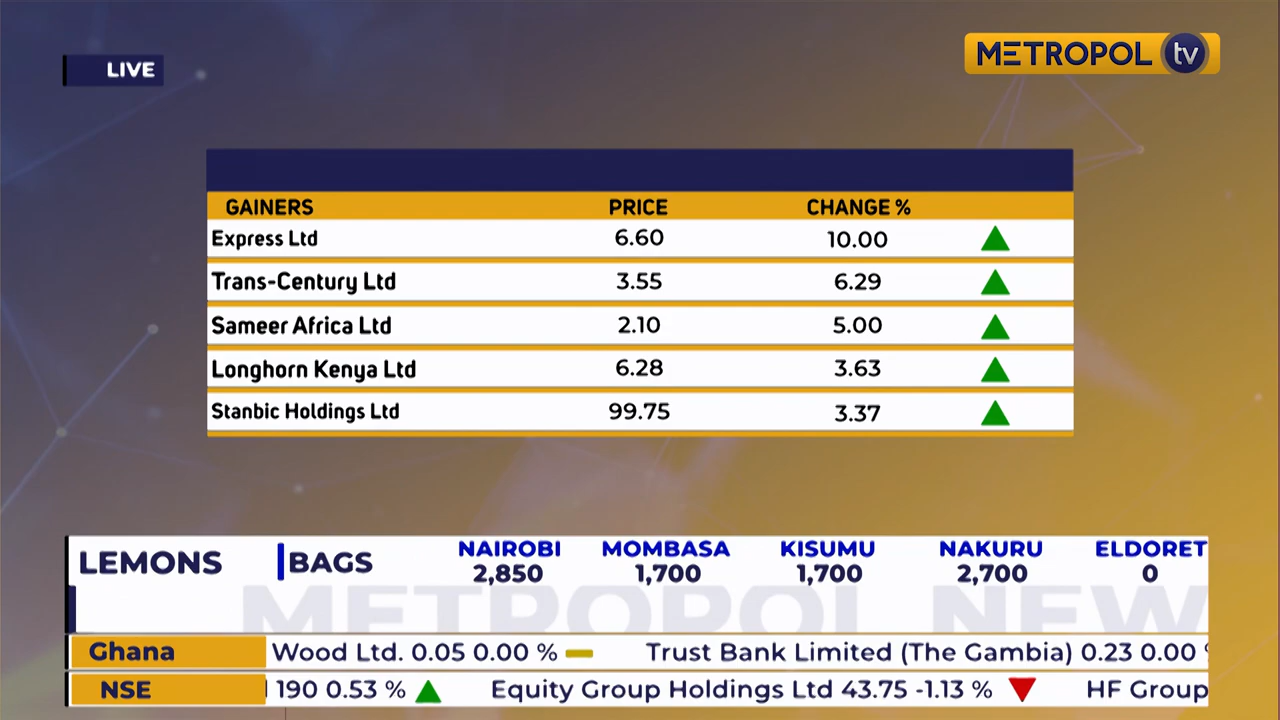 LIVE
METROPOL tv
GAINERS PRICE CHANGE %
Express Ltd 6.60 10.00
Trans-Century Ltd 3.55 6.29
Sameer Africa Ltd 2.10 5.00
Longhorn Kenya Ltd 6.28 3.63
Stanbic Holdings Ltd 99.75 3.37
LEMONS BAGS NAIROBI MOMBASA KISUMU NAKURU ELDORET
2,850 1,700 1,700 2,700 0
METROPOL NEW
Ghana Wood Ltd. 0.05 0.00 % Trust Bank Limited (The Gambia) 0.23 0.00
NSE 190 0.53 % Equity Group Holdings Ltd 43.75 -1.13 % HF Group